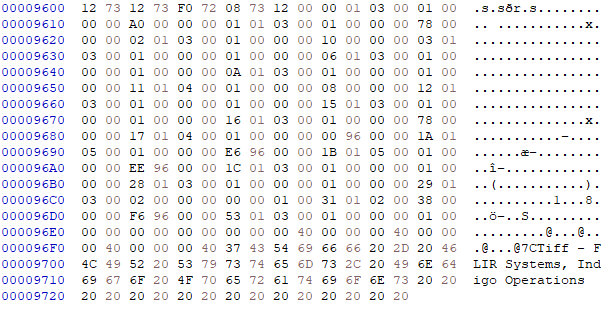 00009600 12 73 12 73 F0 72 08 73 12 00 00 01 03 00 01 00 .s.sðr.s........
00009610 00 00 A0 00 00 00 01 01 03 00 01 00 00 00 78 00 .. ...........x.
00009620 00 00 02 01 03 00 01 00 00 00 10 00 00 00 03 01 ................
00009630 03 00 01 00 00 00 01 00 00 00 06 01 03 00 01 00 ................
00009640 00 00 01 00 00 00 0A 01 03 00 01 00 00 00 01 00 ................
00009650 00 00 11 01 04 00 01 00 00 00 08 00 00 00 12 01 ................
00009660 03 00 01 00 00 00 01 00 00 00 15 01 03 00 01 00 ................
00009670 00 00 01 00 00 00 16 01 03 00 01 00 00 00 78 00 ..............x.
00009680 00 00 17 01 04 00 01 00 00 00 00 96 00 00 1A 01 ...........–....
00009690 05 00 01 00 00 00 E6 96 00 00 1B 01 05 00 01 00 ......æ–........
000096A0 00 00 EE 96 00 00 1C 01 03 00 01 00 00 00 01 00 ..î–............
000096B0 00 00 28 01 03 00 01 00 00 00 01 00 00 00 29 01 ..(...........).
000096C0 03 00 02 00 00 00 00 00 01 00 31 01 02 00 38 00 ..........1...8.
000096D0 00 00 F6 96 00 00 53 01 03 00 01 00 00 00 01 00 ..ö–..S.........
000096E0 00 00 00 00 00 00 00 00 00 40 00 00 00 40 00 00 .........@...@..
000096F0 00 40 00 00 00 40 37 43 54 69 66 66 20 2D 20 46 .@...@7CTiff - F
00009700 4C 49 52 20 53 79 73 74 65 6D 73 2C 20 49 6E 64 LIR Systems, Ind
00009710 69 67 6F 20 4F 70 65 72 61 74 69 6F 6E 73 20 20 igo Operations
00009720 20 20 20 20 20 20 20 20 20 20 20 20 20 20